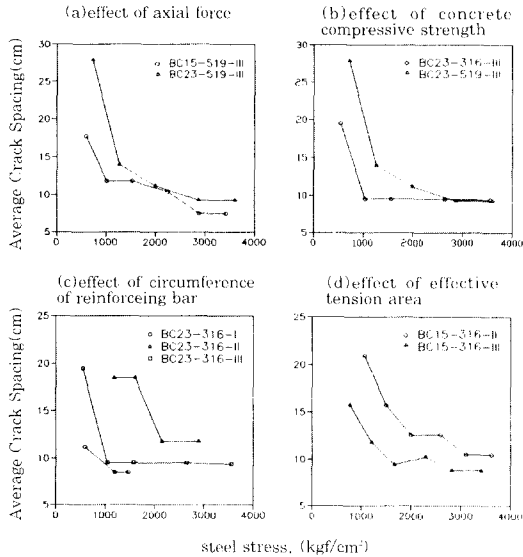 (a)effect of axial force
(b)effect of concrete
compressive strength
Average Crack Spacing(cm)
30
25
20
15
10
5
0 1000 2000 3000 4000
BC15-519-III
BC23-519-III
30
25
20
15
10
5
0 1000 2000 3000 4000
BC23-316-III
BC23-519-III
(c)effect of circumference
of reinforceing bar
(d)effect of effective
tension area
Average Crack Spacing(cm)
25
20
15
10
5
0 1000 2000 3000 4000
BC23-316-I
BC23-316-II
BC23-316-III
25
20
15
10
5
0 1000 2000 3000 4000
BC15-316-II
BC15-316-III
steel stress, (kgf/cm²)